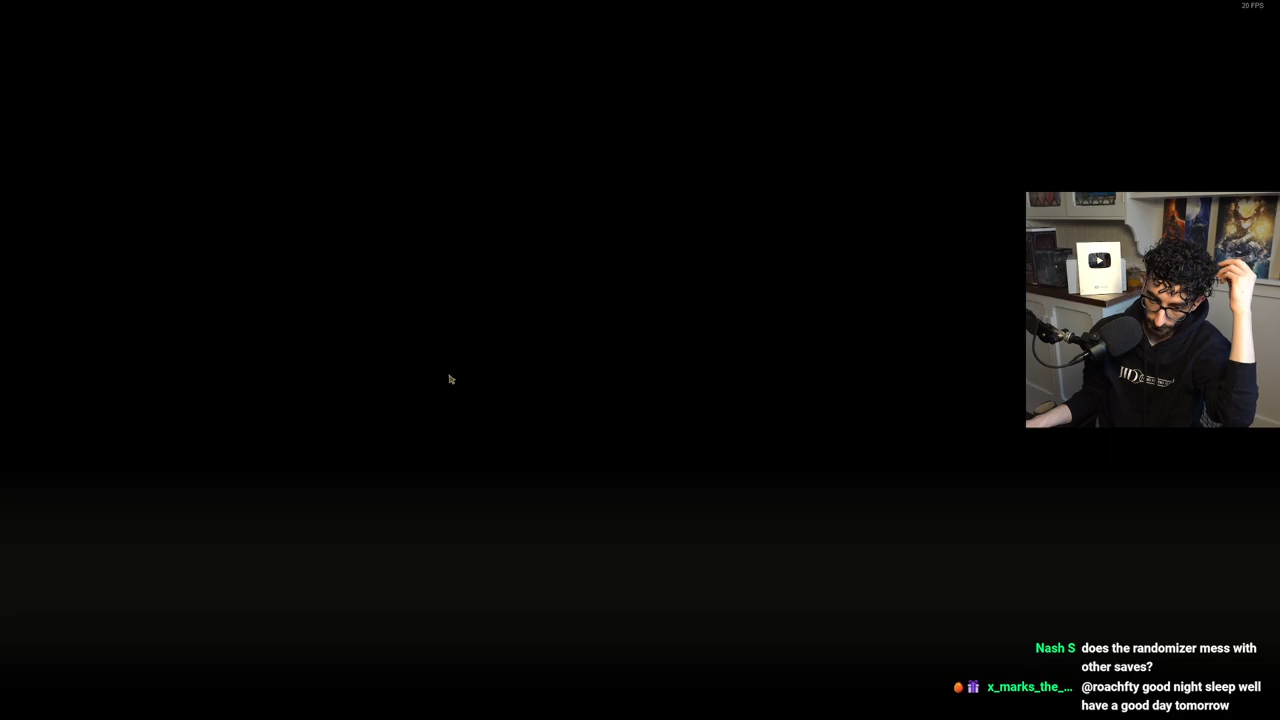 20 FPS
Nash S does the randomizer mess with
other saves?
x_marks_the_... @roachfty good night sleep well
have a good day tomorrow